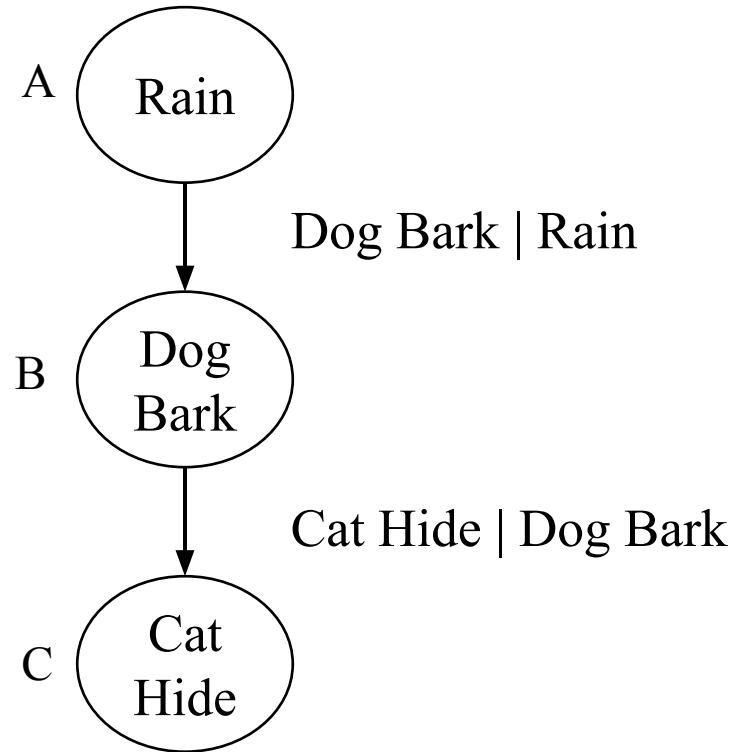 A
Rain
Dog Bark | Rain
B
Dog
Bark
Cat Hide | Dog Bark
C
Cat
Hide